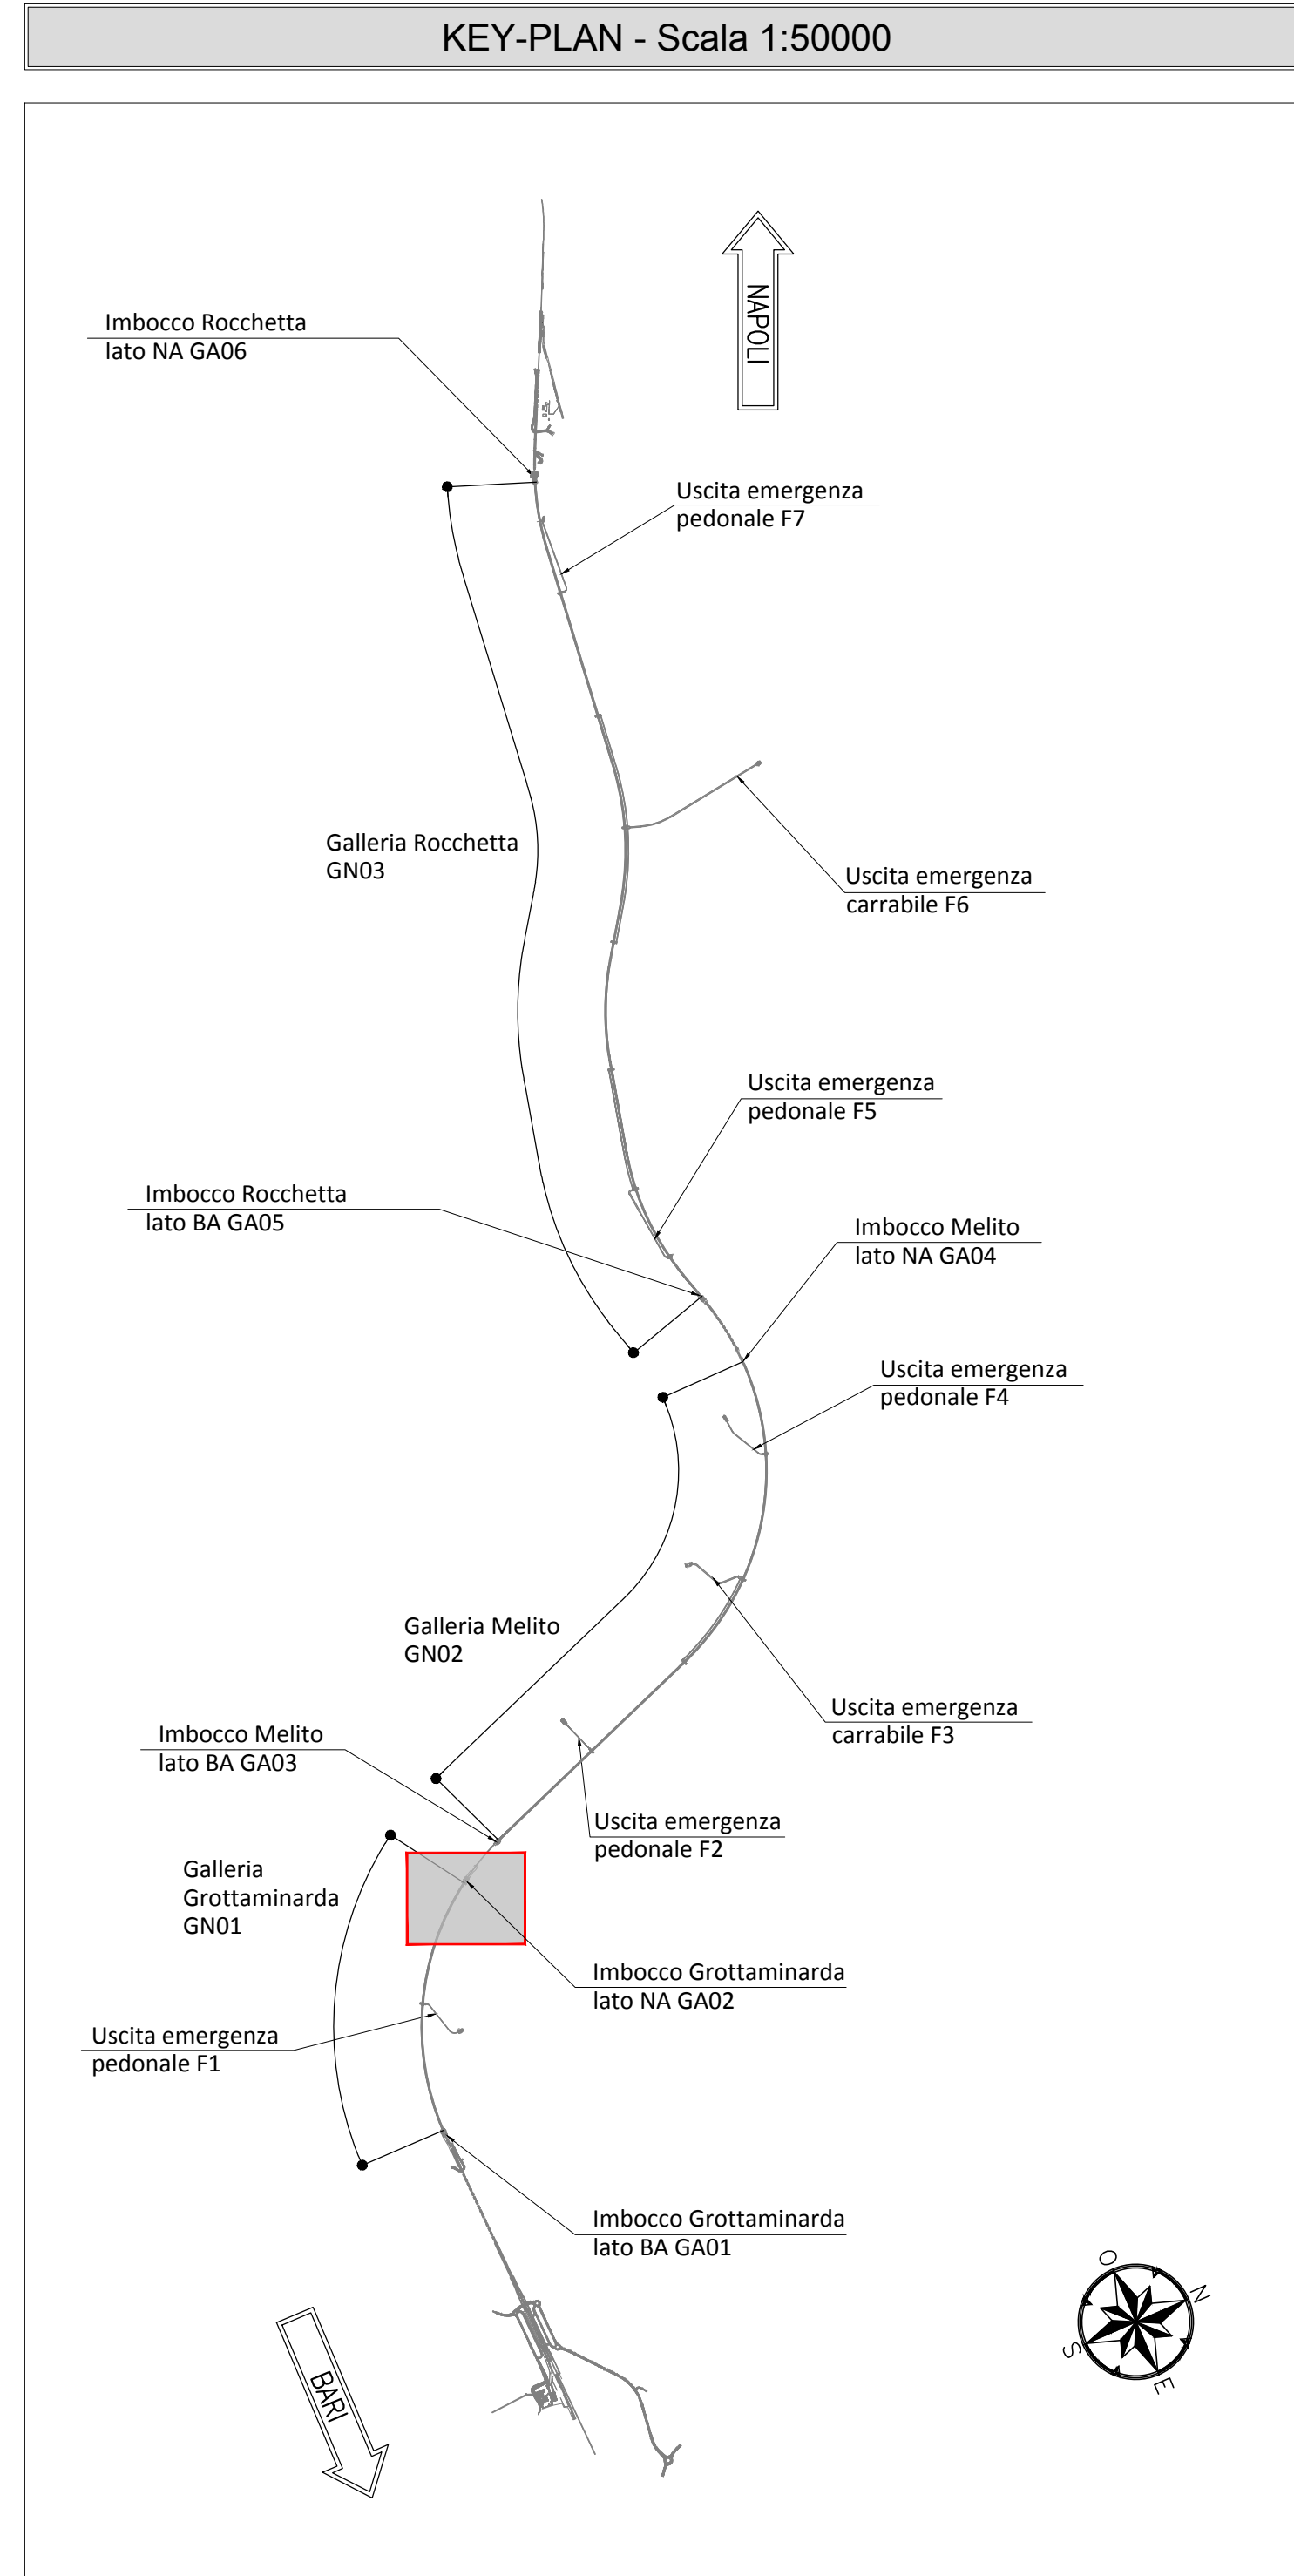 KEY-PLAN - Scala 1:50000
NAPOLI
Imbocco Rocchetta
lato NA GA06
Uscita emergenza
pedonale F7
Galleria Rocchetta
GN03
Uscita emergenza
carrabile F6
Uscita emergenza
pedonale F5
Imbocco Rocchetta
lato BA GA05
Imbocco Melito
lato NA GA04
Uscita emergenza
pedonale F4
Galleria Melito
GN02
Uscita emergenza
carrabile F3
Imbocco Melito
lato BA GA03
Uscita emergenza
pedonale F2
Galleria
Grottaminarda
GN01
Imbocco Grottaminarda
lato NA GA02
Uscita emergenza
pedonale F1
Imbocco Grottaminarda
lato BA GA01
BARI
O
N
S
E